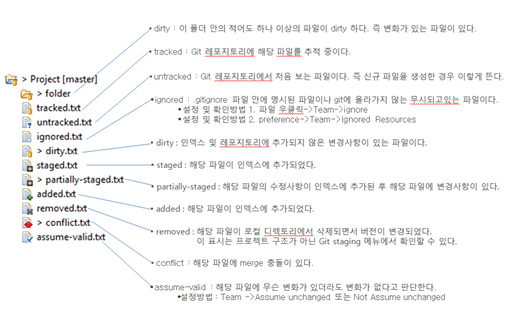 dirty : 이 폴더 안의 적어도 하나 이상의 파일이 dirty 하다. 즉 변화가 있는 파일이 있다.
tracked : Git 레포지토리에 해당 파일를 추적 중이다.
> Project [master]
untracked : Git 레포지토리에서 처음 보는 파일이다. 즉 신규 파일을 생성한 경우 이렇게 뜬다.
> folder
ignored : .gitignore 파일 안에 명시된 파일이나 git에 올라가지 않는 무시되고있는 파일이다.
tracked.txt
•설정 및 확인방법 1. 파일 우클릭->Team->ignore
untracked.txt
•설정 및 확인방법 2. preference->Team->Ignored Resources
ignored.txt
dirty : 인덱스 및 레포지토리에 추가되지 않은 변경사항이 있는 파일이다.
> dirty.txt
staged : 해당 파일이 인덱스에 추가되었다.
staged.txt
> partially-staged.txt
partially-staged : 해당 파일의 수정사항이 인덱스에 추가된 후 해당 파일에 변경사항이 있다.
added.txt
added : 해당 파일이 인덱스에 추가되었다.
removed.txt
removed : 해당 파일이 로컬 디렉토리에서 삭제되면서 버전이 변경되었다.
> conflict.txt
이 표시는 프로젝트 구조가 아닌 Git staging 메뉴에서 확인할 수 있다.
assume-valid.txt
conflict : 해당 파일에 merge 충돌이 있다.
assume-valid : 해당 파일에 무슨 변화가 있더라도 변화가 없다고 판단한다.
•설정방법 : Team ->Assume unchanged 또는 Not Assume unchanged